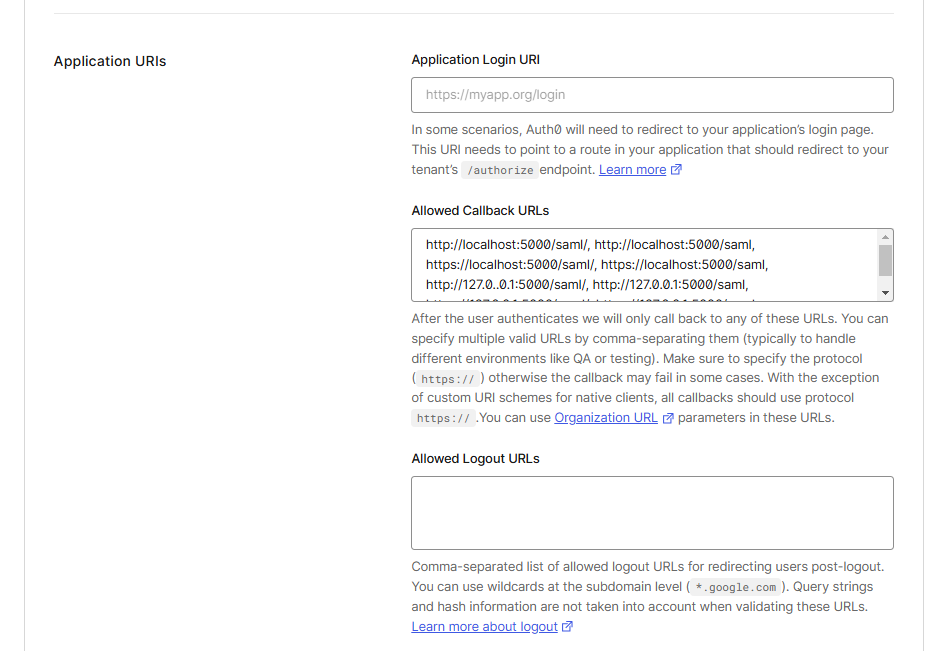 Application URIs
Application Login URI
https://myapp.org/login
In some scenarios, Auth0 will need to redirect to your application's login page.
This URI needs to point to a route in your application that should redirect to your
tenant's /authorize endpoint. Learn more
Allowed Callback URLs
http://localhost:5000/saml/, http://localhost:5000/saml,
https://localhost:5000/saml/, https://localhost:5000/saml,
http://127.0..0.1:5000/saml/, http://127.0.0.1:5000/saml,
After the user authenticates we will only call back to any of these URLs. You can
specify multiple valid URLs by comma-separating them (typically to handle
different environments like QA or testing). Make sure to specify the protocol
( https:// ) otherwise the callback may fail in some cases. With the exception
of custom URI schemes for native clients, all callbacks should use protocol
https:// .You can use Organization URL parameters in these URLs.
Allowed Logout URLs
Comma-separated list of allowed logout URLs for redirecting users post-logout.
You can use wildcards at the subdomain level ( *.google.com ). Query strings
and hash information are not taken into account when validating these URLs.
Learn more about logout